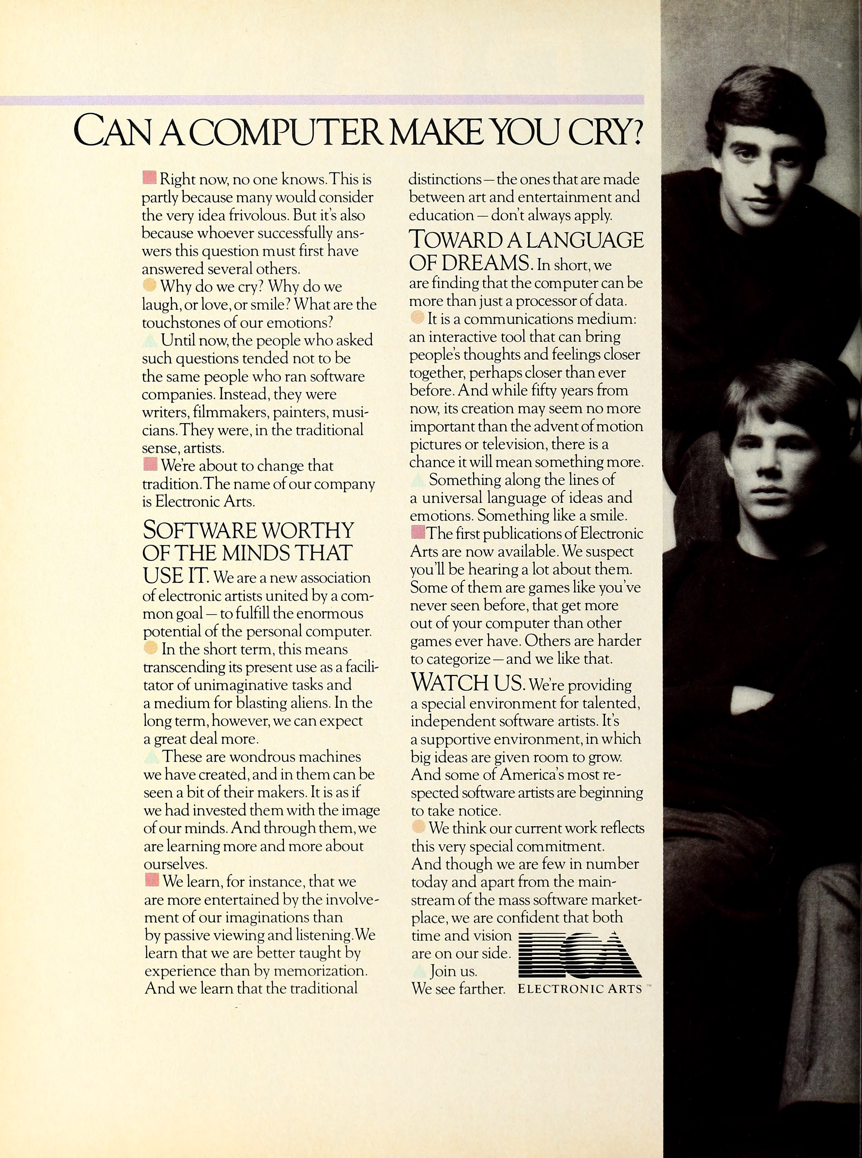 CAN A COMPUTER MAKE YOU CRY?
Right now, no one knows. This is
partly because many would consider
the very idea frivolous. But it's also
because whoever successfully ans-
wers this question must first have
answered several others.
Why do we cry? Why do we
laugh, or love, or smile? What are the
touchstones of our emotions?
Until now, the people who asked
such questions tended not to be
the same people who ran software
companies. Instead, they were
writers, filmmakers, painters, musi-
cians. They were, in the traditional
sense, artists.
We're about to change that
tradition. The name of our company
is Electronic Arts.
SOFTWARE WORTHY
OF THE MINDS THAT
USE IT. We are a new association
of electronic artists united by a com-
mon goal — to fulfill the enormous
potential of the personal computer.
In the short term, this means
transcending its present use as a facili-
tator of unimaginative tasks and
a medium for blasting aliens. In the
long term, however, we can expect
a great deal more.
These are wondrous machines
we have created, and in them can be
seen a bit of their makers. It is as if
we had invested them with the image
of our minds. And through them, we
are learning more and more about
ourselves.
We learn, for instance, that we
are more entertained by the involve-
ment of our imaginations than
by passive viewing and listening. We
learn that we are better taught by
experience than by memorization.
And we learn that the traditional
distinctions — the ones that are made
between art and entertainment and
education — don't always apply.
TOWARD A LANGUAGE
OF DREAMS. In short, we
are finding that the computer can be
more than just a processor of data.
It is a communications medium:
an interactive tool that can bring
people's thoughts and feelings closer
together, perhaps closer than ever
before. And while fifty years from
now, its creation may seem no more
important than the advent of motion
pictures or television, there is a
chance it will mean something more.
Something along the lines of
a universal language of ideas and
emotions. Something like a smile.
The first publications of Electronic
Arts are now available. We suspect
you'll be hearing a lot about them.
Some of them are games like you've
never seen before, that get more
out of your computer than other
games ever have. Others are harder
to categorize — and we like that.
WATCH US. We're providing
a special environment for talented,
independent software artists. It's
a supportive environment, in which
big ideas are given room to grow.
And some of America's most re-
spected software artists are beginning
to take notice.
We think our current work reflects
this very special commitment.
And though we are few in number
today and apart from the main-
stream of the mass software market-
place, we are confident that both
time and vision
are on our side.
Join us.
We see farther.
ELECTRONIC ARTS ™